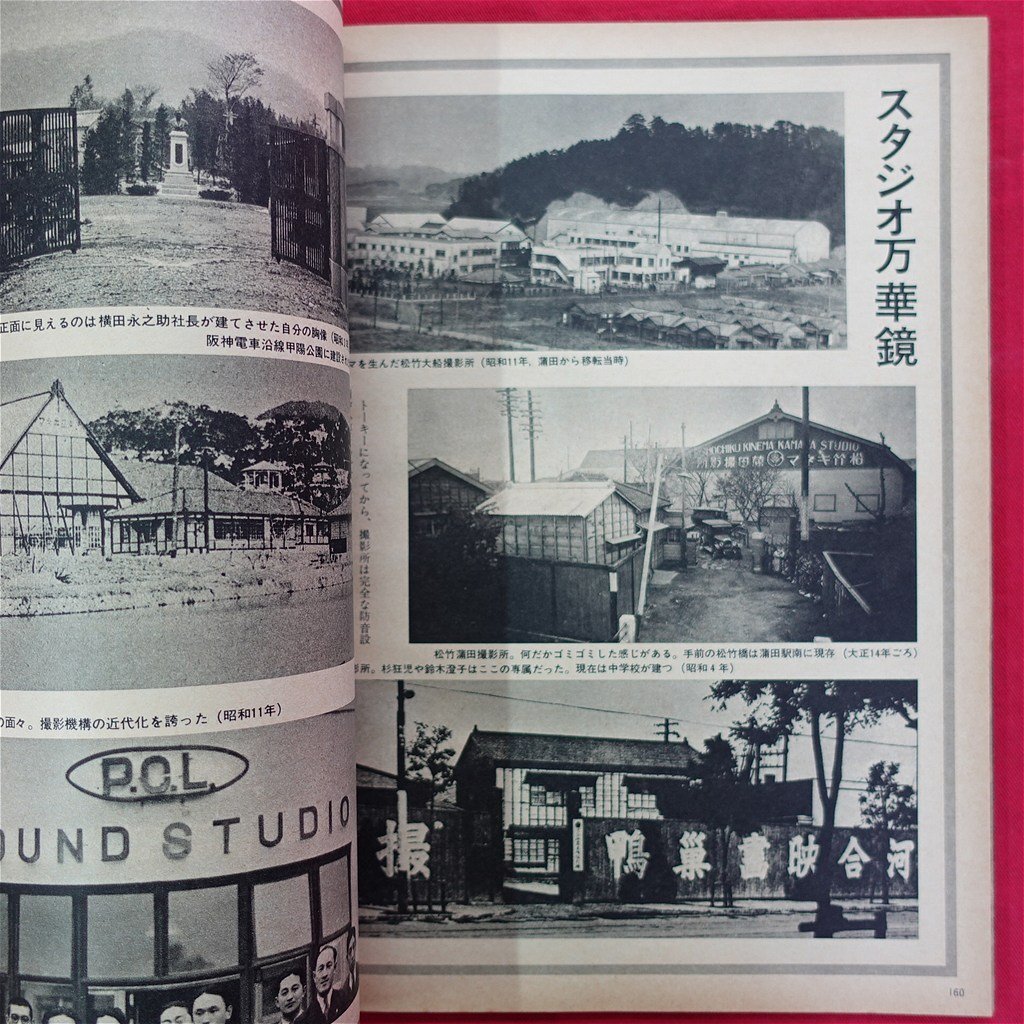 スタジオ万華鏡
マを生んだ松竹大船撮影所（昭和11年、蒲田から移転当時）
トーキーになってから、撮影所は完全な防音設
SHOCHIKU KINEMA KAMATA STUDIO
松竹蒲田撮影所。何だかゴミゴミした感じがある。手前の松竹橋は蒲田駅南に現存（大正14年ごろ）
影所。杉狂児や鈴木澄子はここの専属だった。現在は中学校が建つ（昭和4年）
河合映画巣鴨撮
160
正面に見えるのは横田永之助社長が建てさせた自分の胸像（昭和
阪神電車沿線甲陽公園に建設
の面々。撮影機構の近代化を誇った（昭和11年）
P.C.L.
OUND STUDIO